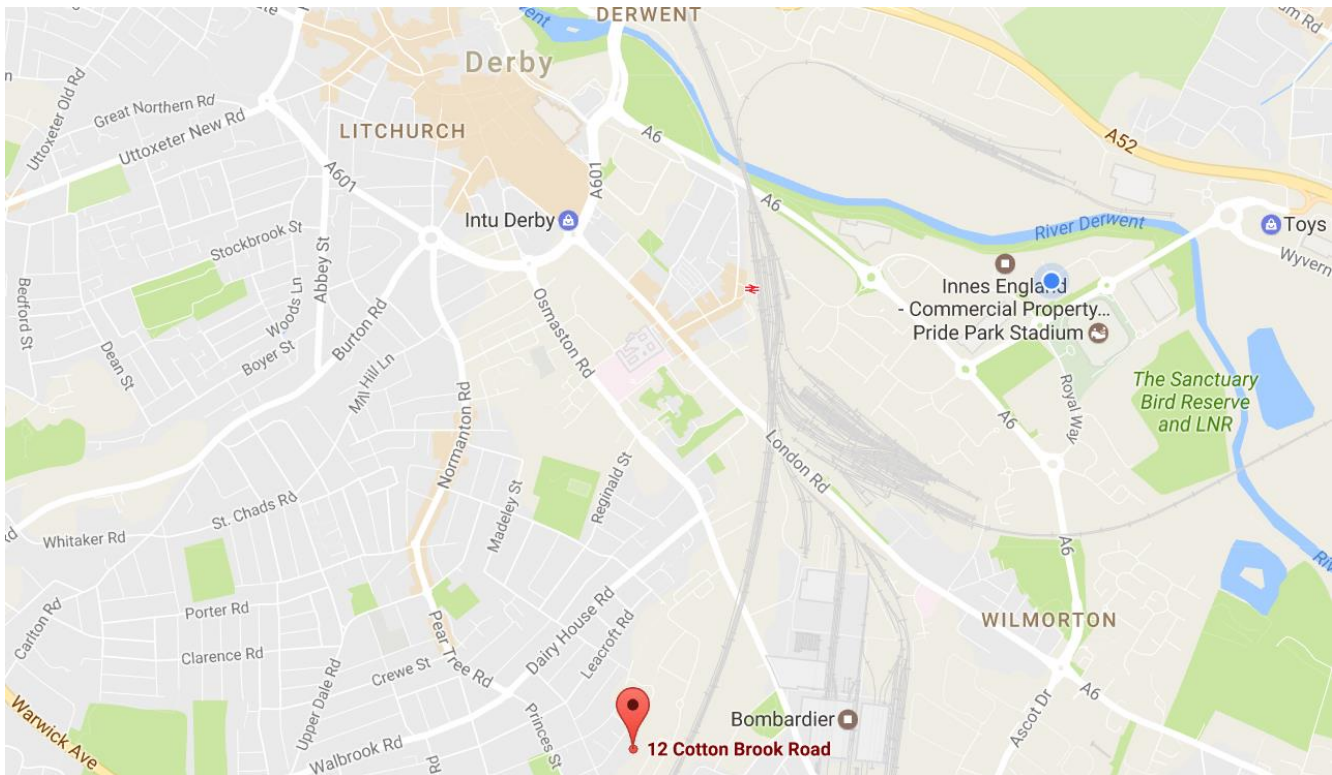 DERWENT
ent
um Rd
Derby
Uttoxeter Old Rd
Great Northern Rd
Uttoxeter New Rd
LITCHURCH
A6
A52
A601
A601
A6
Intu Derby
River Derwent
Toys
Wyvern
Stockbrook St
Abbey St
Woods Ln
Bedford St
Innes England
- Commercial Property...
Pride Park Stadium
Burton Rd
Osmaston Rd
Boyer St
Dean St
Mill Hill Ln
Normanton Rd
The Sanctuary
Bird Reserve
and LNR
Royal Way
A6
London Rd
Reginald St
Madeley St
St. Chads Rd
Whitaker Rd
A6
Porter Rd
Carlton Rd
Dairy House Rd
Leacroft Rd
Pear Tree Rd
WILMORTON
Clarence Rd
Crewe St
Upper Dale Rd
Princes St
Warwick Ave
Walbrook Rd
Rd
Bombardier
12 Cotton Brook Road
Ascot Dr
A6